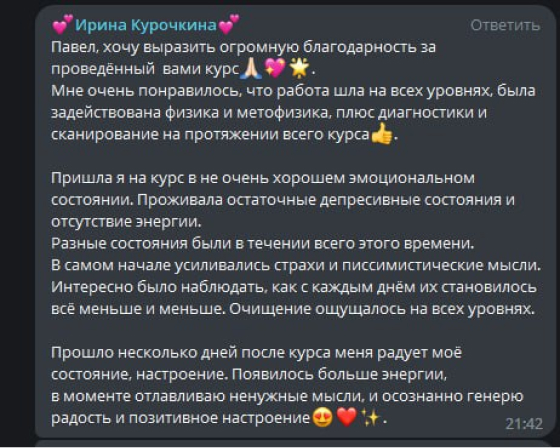 💕Ирина Курочкина💕 Ответить
Павел, хочу выразить огромную благодарность за
проведённый вами курс🙏🏻💖🌟.
Мне очень понравилось, что работа шла на всех уровнях, была
задействована физика и метофизика, плюс диагностики и
сканирование на протяжении всего курса👍.
Пришла я на курс в не очень хорошем эмоциональном
состоянии. Проживала остаточные депресивные состояния и
отсутствие энергии.
Разные состояния были в течении всего этого времени.
В самом начале усиливались страхи и писсимистические мысли.
Интересно было наблюдать, как с каждым днём их становилось
всё меньше и меньше. Очищение ощущалось на всех уровнях.
Прошло несколько дней после курса меня радует моё
состояние, настроение. Появилось больше энергии,
в моменте отлавливаю ненужные мысли, и осознанно генерю
радость и позитивное настроение😍❤️✨.
21:42